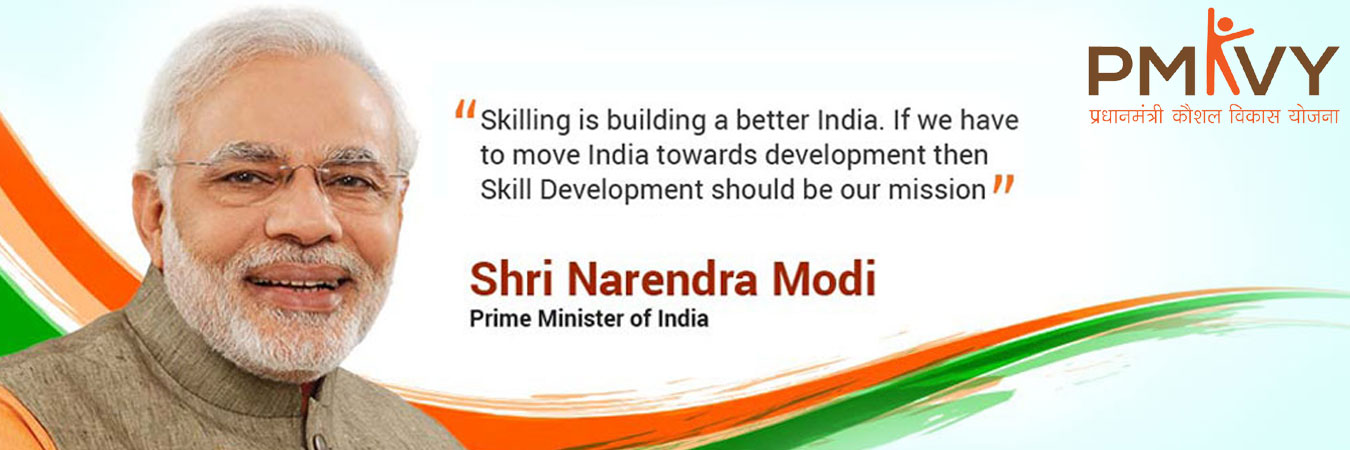 PMKVY
प्रधानमंत्री कौशल विकास योजना
“Skilling is building a better India. If we have
to move India towards development then
Skill Development should be our mission”
Shri Narendra Modi
Prime Minister of India